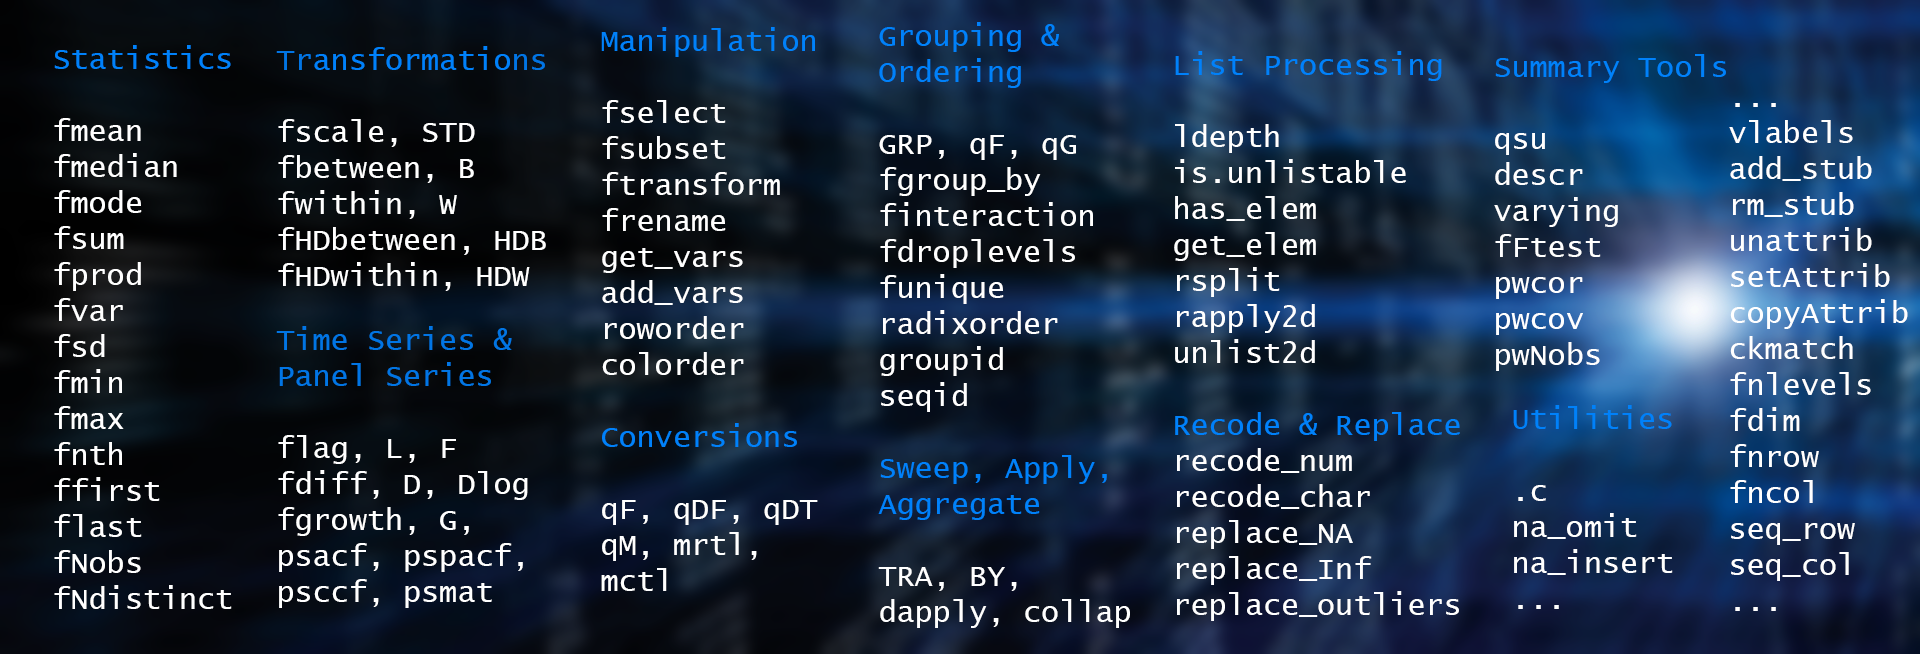 Statistics
fmean
fmedian
fmode
fsum
fprod
fvar
fsd
fmin
fmax
fnth
ffirst
flast
fNobs
fNdistinct
Transformations
fscale, STD
fbetween, B
fwithin, W
fHDbetween, HDB
fHDwithin, HDW
Time Series &
Panel Series
flag, L, F
fdiff, D, Dlog
fgrowth, G,
psacf, pspacf,
psccf, psmat
Manipulation
fselect
fsubset
ftransform
frename
get_vars
add_vars
roworder
colorder
Conversions
qF, qDF, qDT
qM, mrtl,
mctl
Grouping &
Ordering
GRP, qF, qG
fgroup_by
finteraction
fdroplevels
funique
radixorder
groupid
seqid
Sweep, Apply,
Aggregate
TRA, BY,
dapply, collap
List Processing
ldepth
is.unlistable
has_elem
get_elem
rsplit
rapply2d
unlist2d
Recode & Replace
recode_num
recode_char
replace_NA
replace_Inf
replace_outliers
Summary Tools
qsu
descr
varying
fFtest
pwcor
pwcov
pwNobs
Utilities
.c
na_omit
na_insert
...
...
vlabels
add_stub
rm_stub
unattrib
setAttrib
copyAttrib
ckmatch
fnlevels
fdim
fnrow
fncol
seq_row
seq_col
...